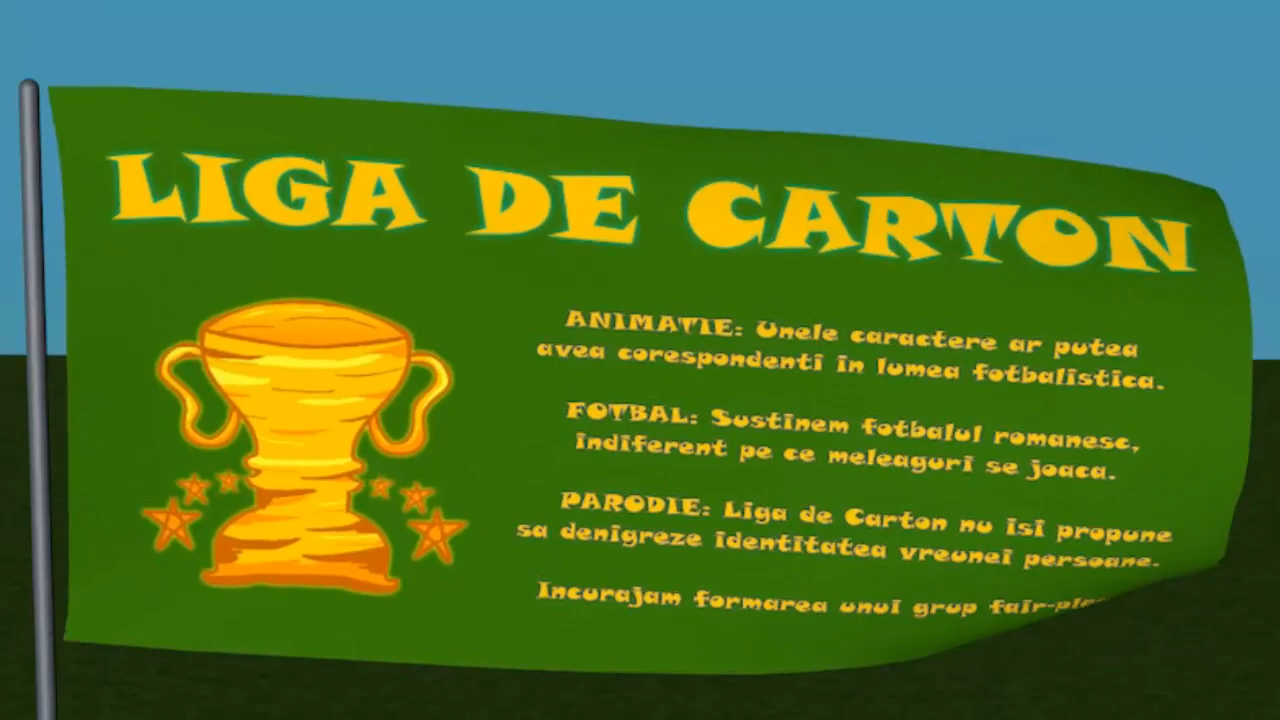 LIGA DE CARTON
ANIMATIE: Unele caractere ar putea
avea corespondenti in lumea fotbalistica.
FOTBAL: Sustinem fotbalul romanesc,
indiferent pe ce meleaguri se joaca.
PARODIE: Liga de Carton nu isi propune
sa denigreze identitatea vreunei persoane.
Incurajam formarea unui grup